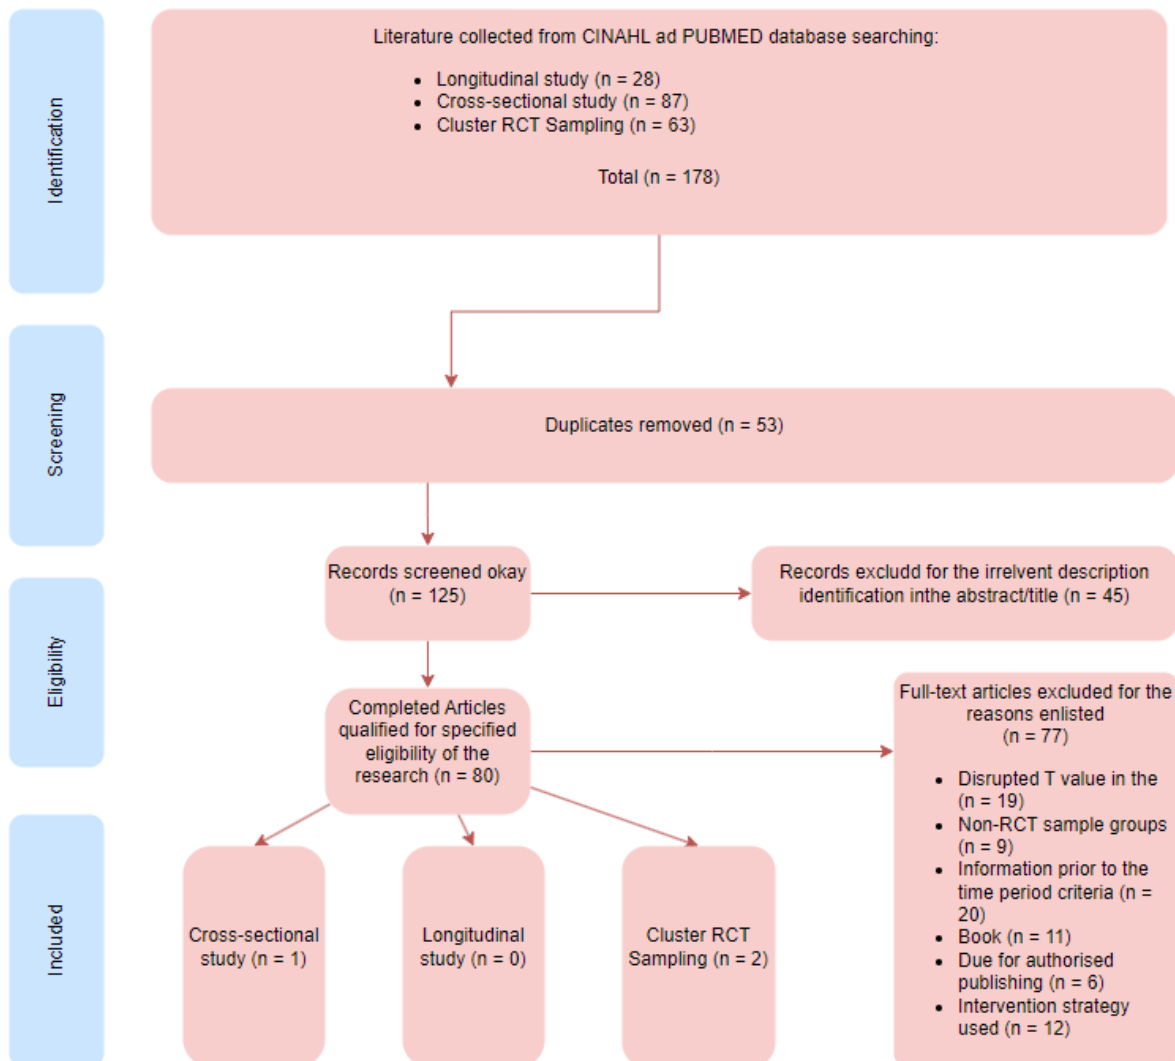 Identification
Literature collected from CINAHL ad PUBMED database searching:
• Longitudinal study (n = 28)
• Cross-sectional study (n = 87)
• Cluster RCT Sampling (n = 63)
Total (n = 178)
Screening
Duplicates removed (n = 53)
Eligibility
Records screened okay
(n = 125)
Records excludd for the irrelvent description
identification inthe abstract/title (n = 45)
Completed Articles
qualified for specified
eligibility of the
research (n = 80)
Full-text articles excluded for the
reasons enlisted
(n = 77)
• Disrupted T value in the
(n = 19)
• Non-RCT sample groups
(n = 9)
• Information prior to the
time period criteria (n =
20)
• Book (n = 11)
• Due for authorised
publishing (n = 6)
• Intervention strategy
used (n = 12)
Included
Cross-sectional
study (n = 1)
Longitudinal
study (n = 0)
Cluster RCT
Sampling (n = 2)